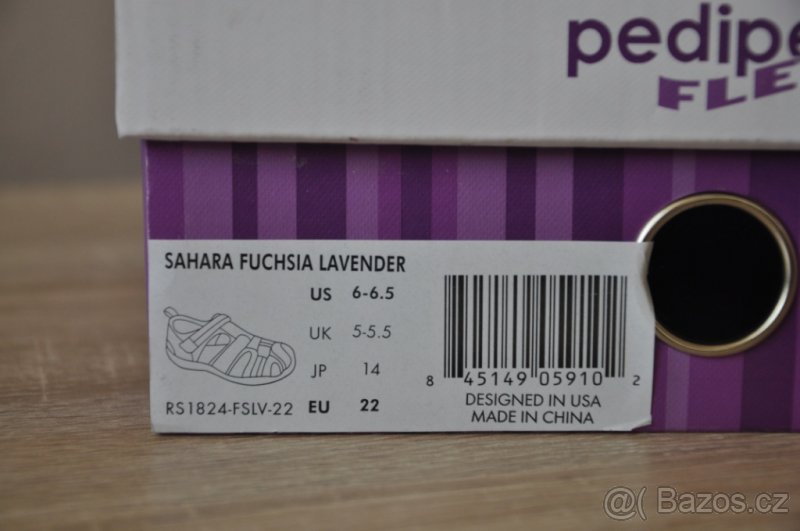 pedipe
FLE
SAHARA FUCHSIA LAVENDER
US 6-6.5
UK 5-5.5
JP 14
RS1824-FSLV-22 EU 22
8 45149 05910 2
DESIGNED IN USA
MADE IN CHINA
@( Bazos.cz